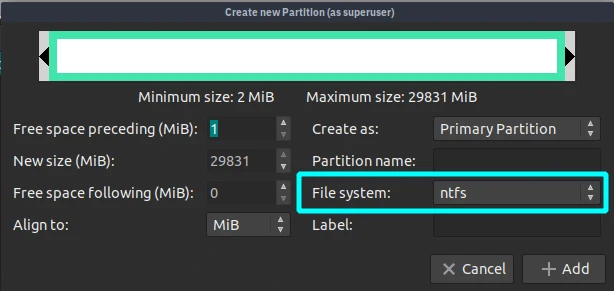 Create new Partition (as superuser)
Minimum size: 2 MiB Maximum size: 29831 MiB
Free space preceding (MiB): 1 Create as: Primary Partition
New size (MiB): 29831 Partition name:
Free space following (MiB): 0 File system: ntfs
Align to: MiB Label:
Cancel Add